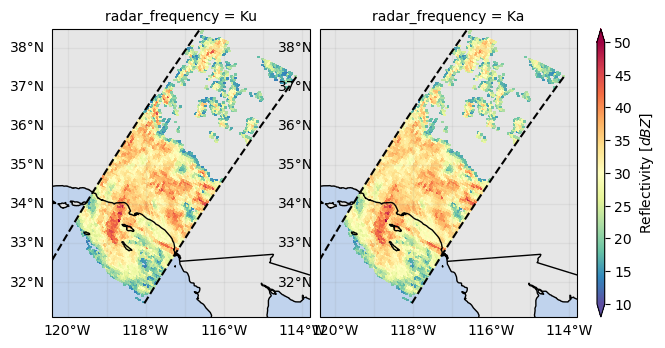 radar_frequency = Ku
radar_frequency = Ka
38°N
37°N
36°N
35°N
34°N
33°N
32°N
120°W
118°W
116°W
114°W
38°N
37°N
36°N
35°N
34°N
33°N
32°N
120°W
118°W
116°W
114°W
50
45
40
35
30
25
20
15
10
Reflectivity [dBZ]